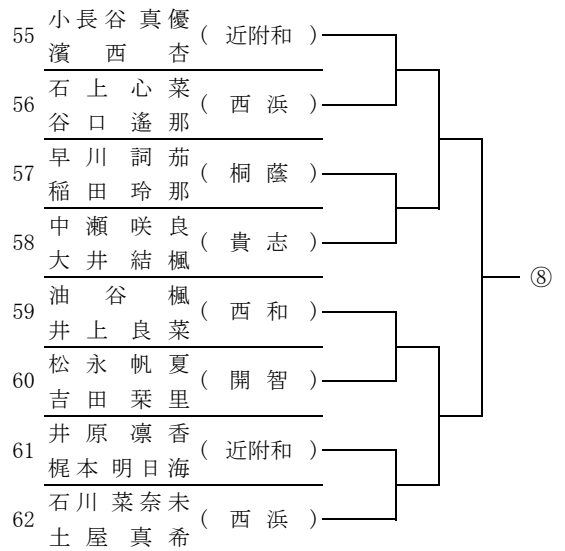 小長谷 真優
55 ( 近附和 )
濱西 杏
石上心菜
56 ( 西浜 )
谷口遙那
早川詞茄
57 ( 桐蔭 )
稲田玲那
中瀬咲良
58 ( 貴志 )
大井結楓
油谷 楓
59 ( 西和 )
井上良菜
⑧
松永帆夏
60 ( 開智 )
吉田栞里
井原凛香
61 ( 近附和 )
梶本明日海
石川菜奈未
62 ( 西浜 )
土屋真希